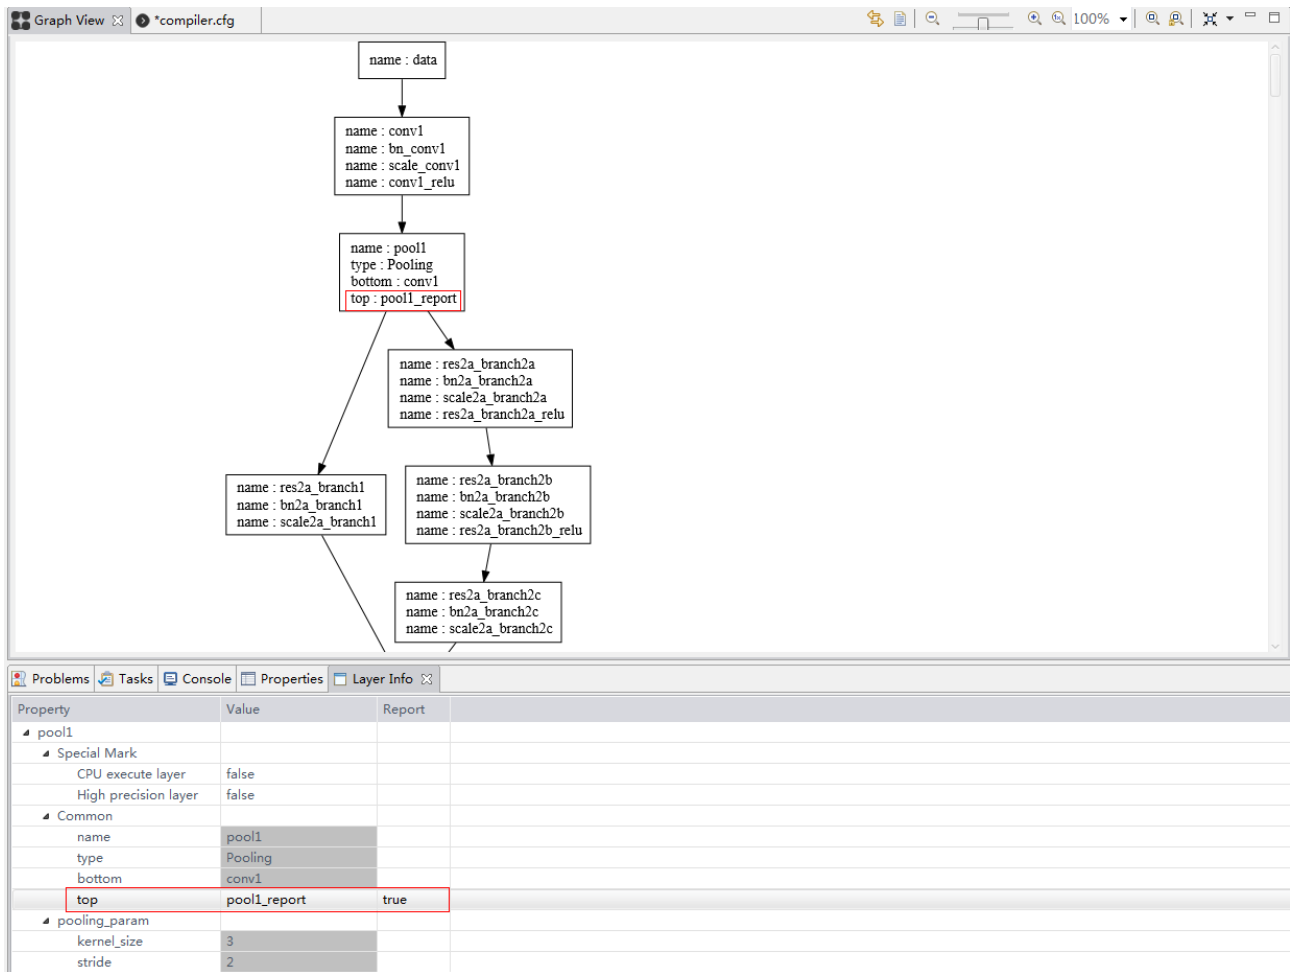 Graph View *compiler.cfg 100%
name : data
name : conv1
name : bn_conv1
name : scale_conv1
name : conv1_relu
name : pool1
type : Pooling
bottom : conv1
top : pool1_report
name : res2a_branch2a
name : bn2a_branch2a
name : scale2a_branch2a
name : res2a_branch2a_relu
name : res2a_branch1
name : bn2a_branch1
name : scale2a_branch1
name : res2a_branch2b
name : bn2a_branch2b
name : scale2a_branch2b
name : res2a_branch2b_relu
name : res2a_branch2c
name : bn2a_branch2c
name : scale2a_branch2c
Problems Tasks Console Properties Layer Info
Property Value Report
pool1
Special Mark
CPU execute layer false
High precision layer false
Common
name pool1
type Pooling
bottom conv1
top pool1_report true
pooling_param
kernel_size 3
stride 2